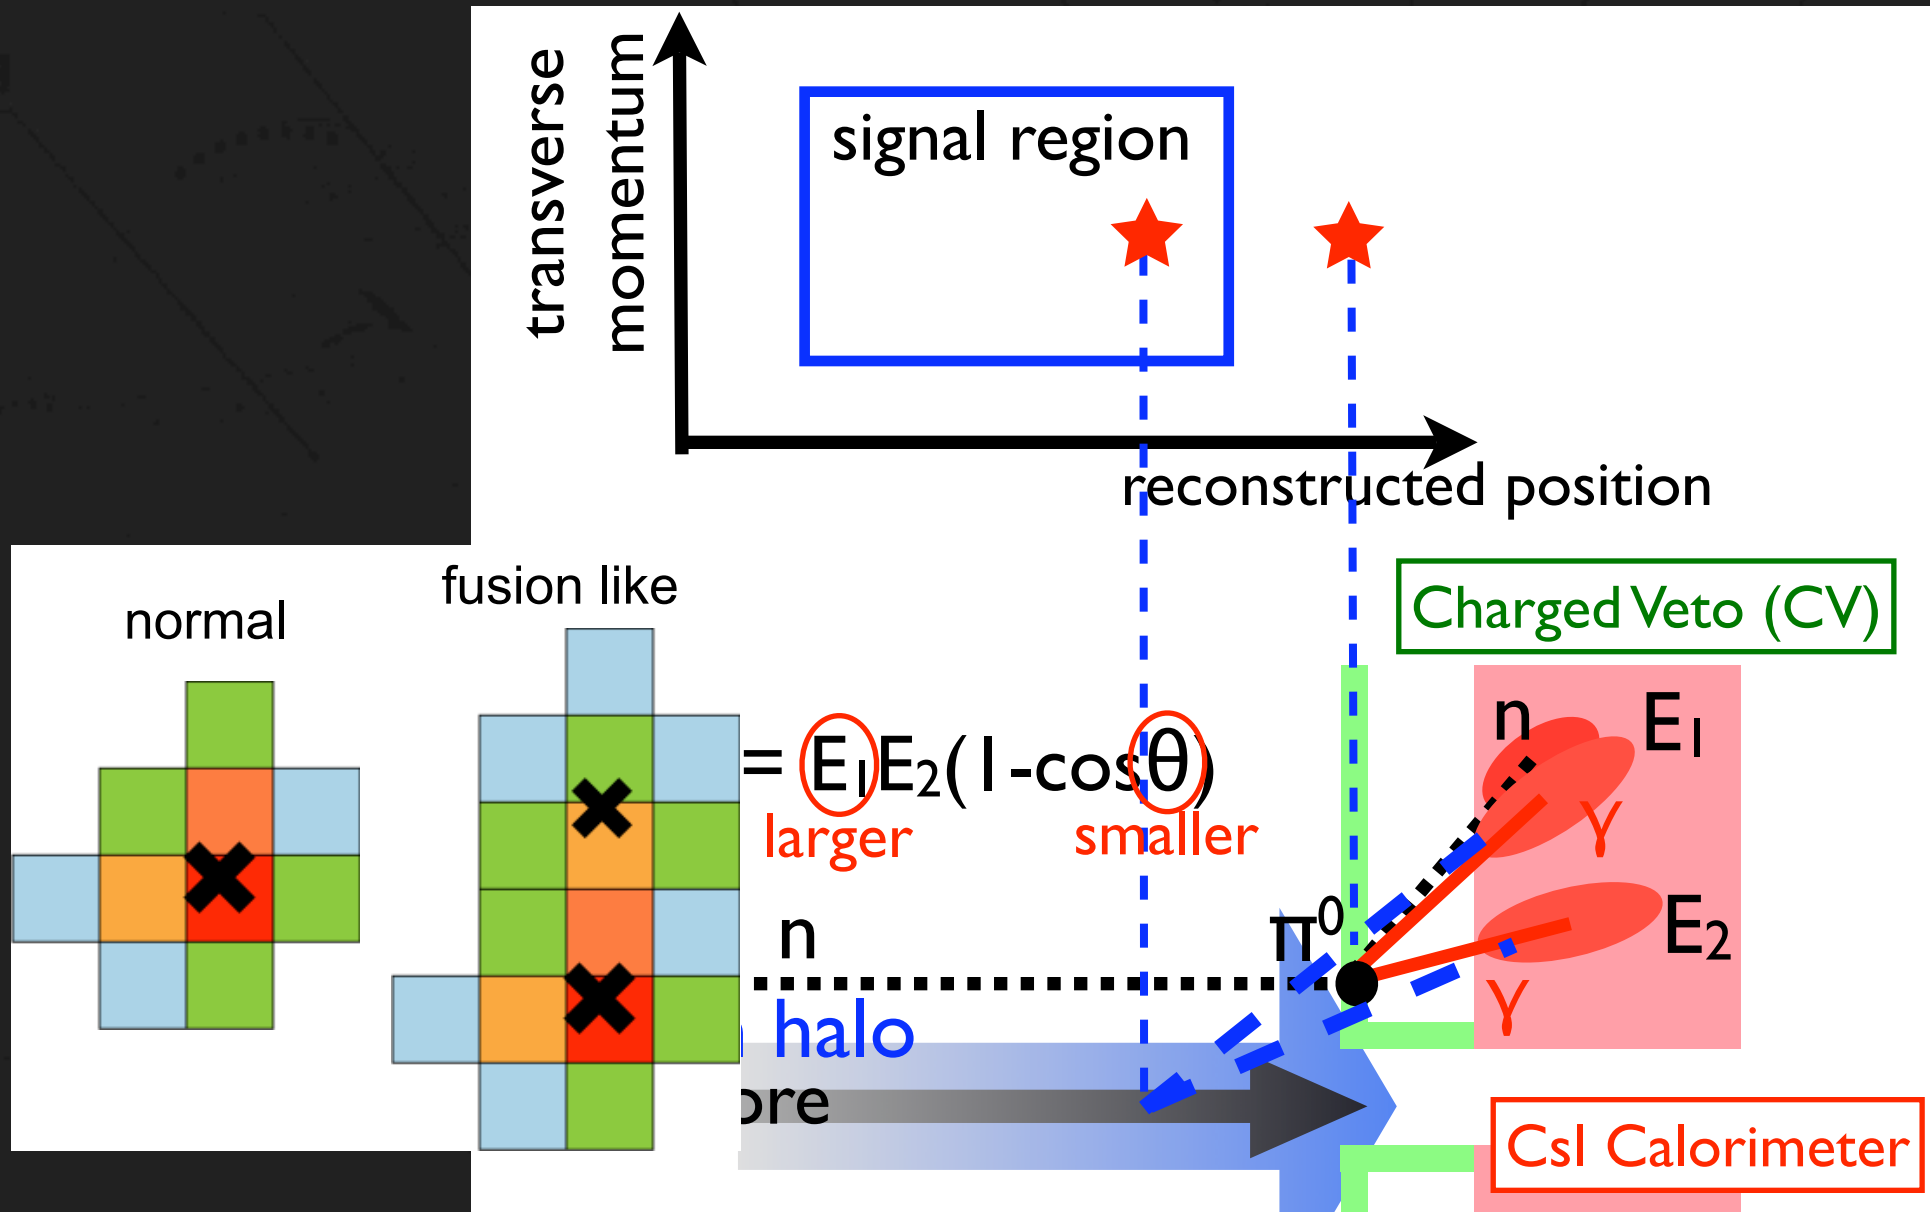 transverse
momentum
signal region
reconstructed position
normal
fusion like
Charged Veto (CV)
= E₁E₂(1-cosθ)
larger
smaller
n
E₁
γ
n
π⁰
E₂
γ
halo
CsI Calorimeter